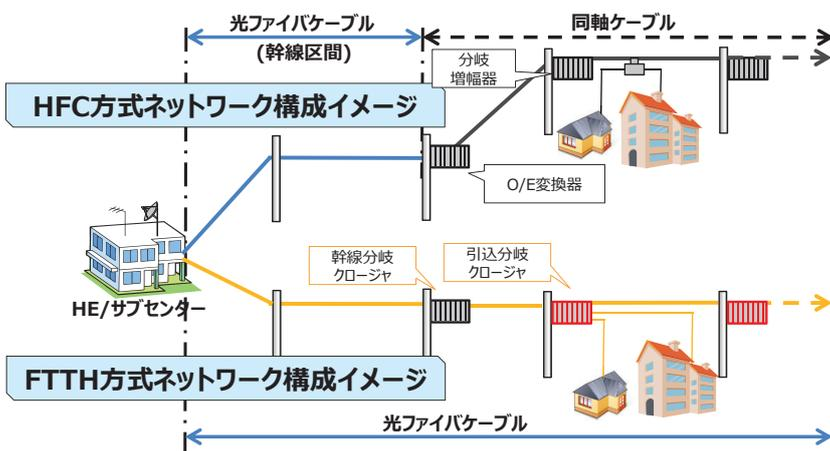 光ファイバケーブル
(幹線区間)
同軸ケーブル
分岐
増幅器
HFC方式ネットワーク構成イメージ
O/E変換器
幹線分岐
クロージャ
引込分岐
クロージャ
HE/サブセンター
FTTH方式ネットワーク構成イメージ
光ファイバケーブル